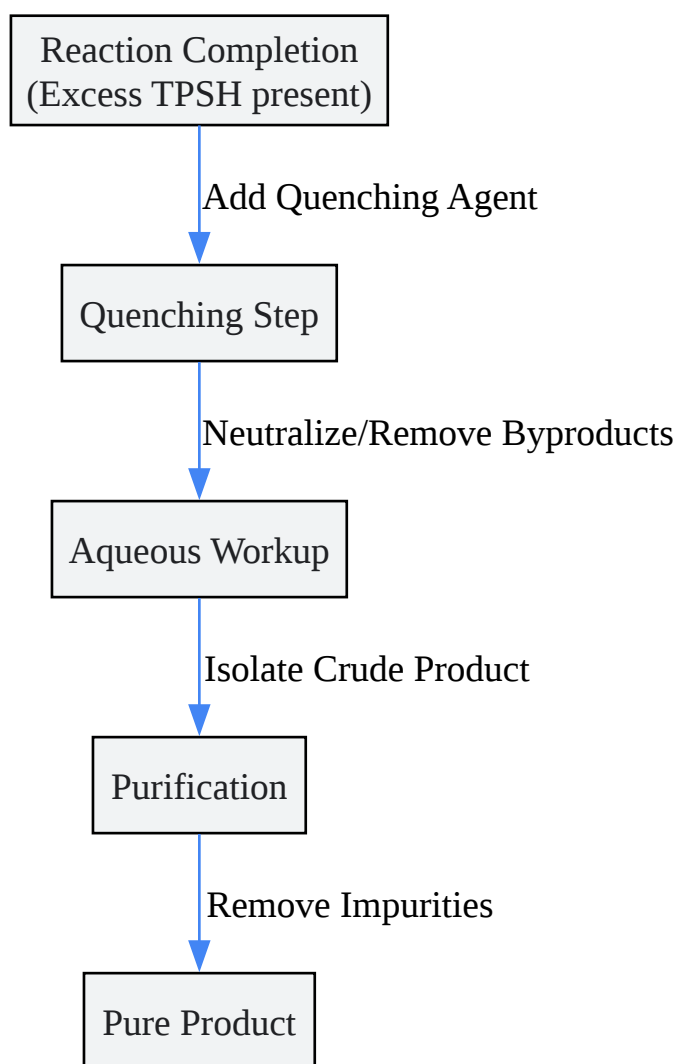 Reaction Completion
(Excess TPSH present)
Add Quenching Agent
Quenching Step
Neutralize/Remove Byproducts
Aqueous Workup
Isolate Crude Product
Purification
Remove Impurities
Pure Product